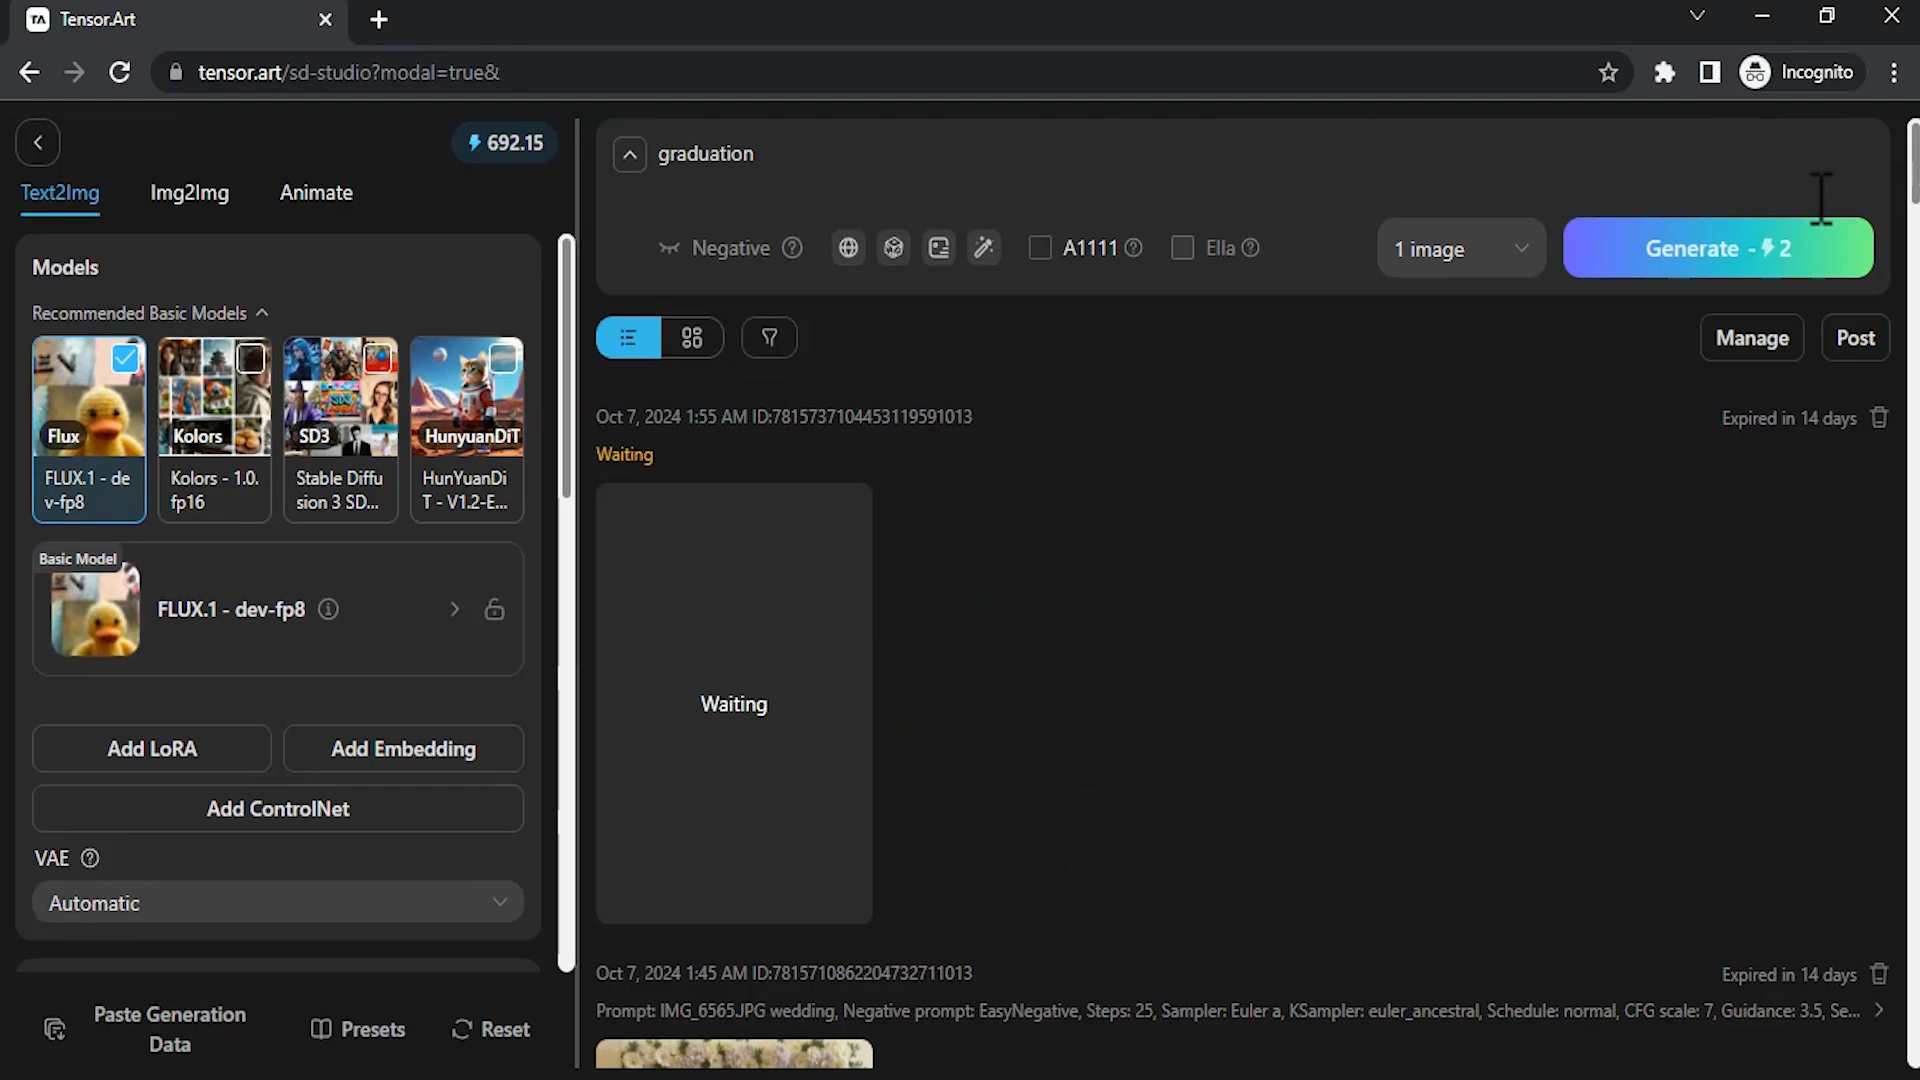 TA Tensor.Art
tensor.art/sd-studio?modal=true&
Incognito
692.15
Text2Img Img2Img Animate
Models
Recommended Basic Models
Flux
FLUX.1 - de
v-fp8
Kolors
Kolors - 1.0.
fp16
SD3
Stable Diffu
sion 3 SD...
HunyuanDiT
HunYuanDi
T - V1.2-E...
Basic Model
FLUX.1 - dev-fp8
Add LoRA Add Embedding
Add ControlNet
VAE
Automatic
Paste Generation
Data
Presets Reset
graduation
Negative A1111 Ella 1 image Generate - 2
Manage Post
Oct 7, 2024 1:55 AM ID:781573710445311959​1013 Expired in 14 days
Waiting
Waiting
Oct 7, 2024 1:45 AM ID:7815710862204732711013 Expired in 14 days
Prompt: IMG_6565.JPG wedding, Negative prompt: EasyNegative, Steps: 25, Sampler: Euler a, KSampler: euler_ancestral, Schedule: normal, CFG scale: 7, Guidance: 3.5, Se...